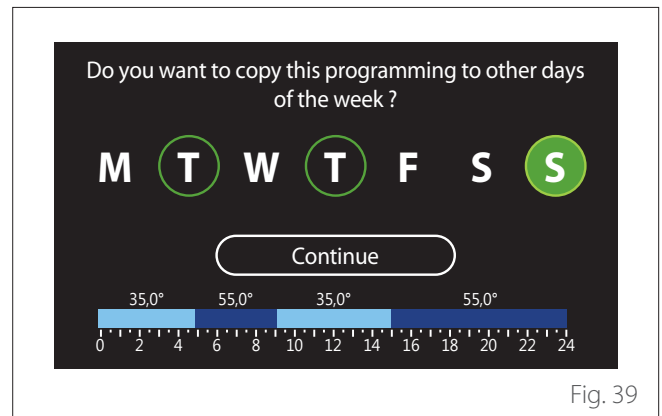 Do you want to copy this programming to other days
of the week ?
M T W T F S S
Continue
35,0° 55,0° 35,0° 55,0°
0 2 4 6 8 10 12 14 16 18 20 22 24
Fig. 39